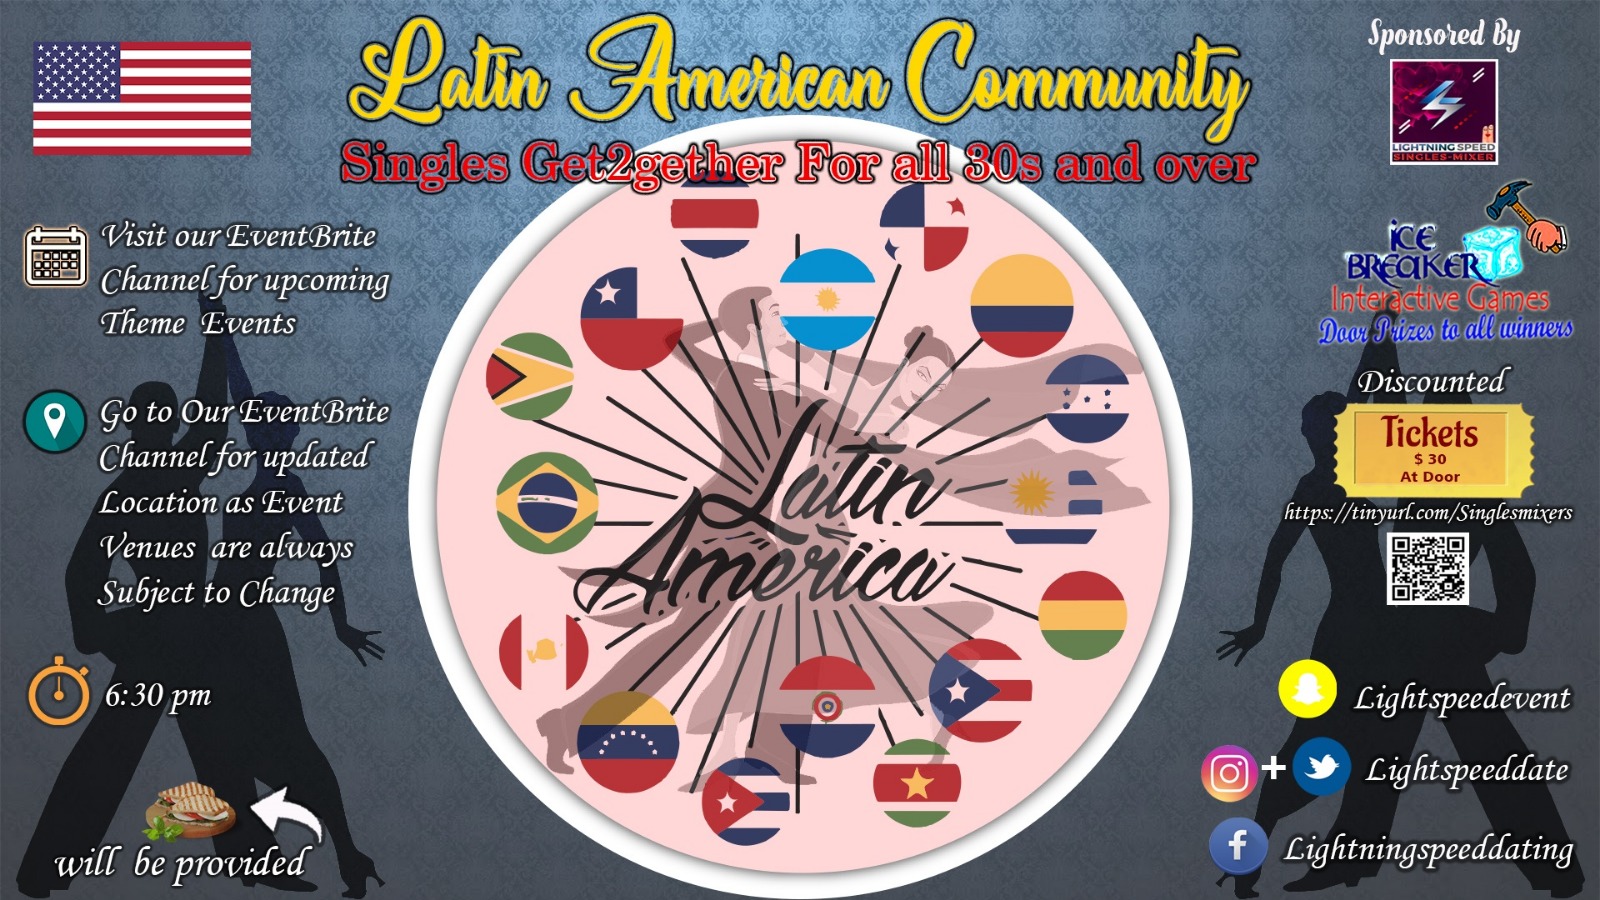 Latin American Community
Singles Get2gether For all 30s and over
Visit our EventBrite
Channel for upcoming
Theme Events
Go to Our EventBrite
Channel for updated
Location as Event
Venues are always
Subject to Change
6:30 pm
will be provided
Latin
America
Sponsored By
LIGHTNING SPEED
SINGLES-MIXER
iCE
BREAKER
Interactive Games
Door Prizes to all winners
Discounted
Tickets
$ 30
At Door
https://tinyurl.com/Singlesmixers
Lightspeedevent
+ Lightspeeddate
Lightningspeeddating